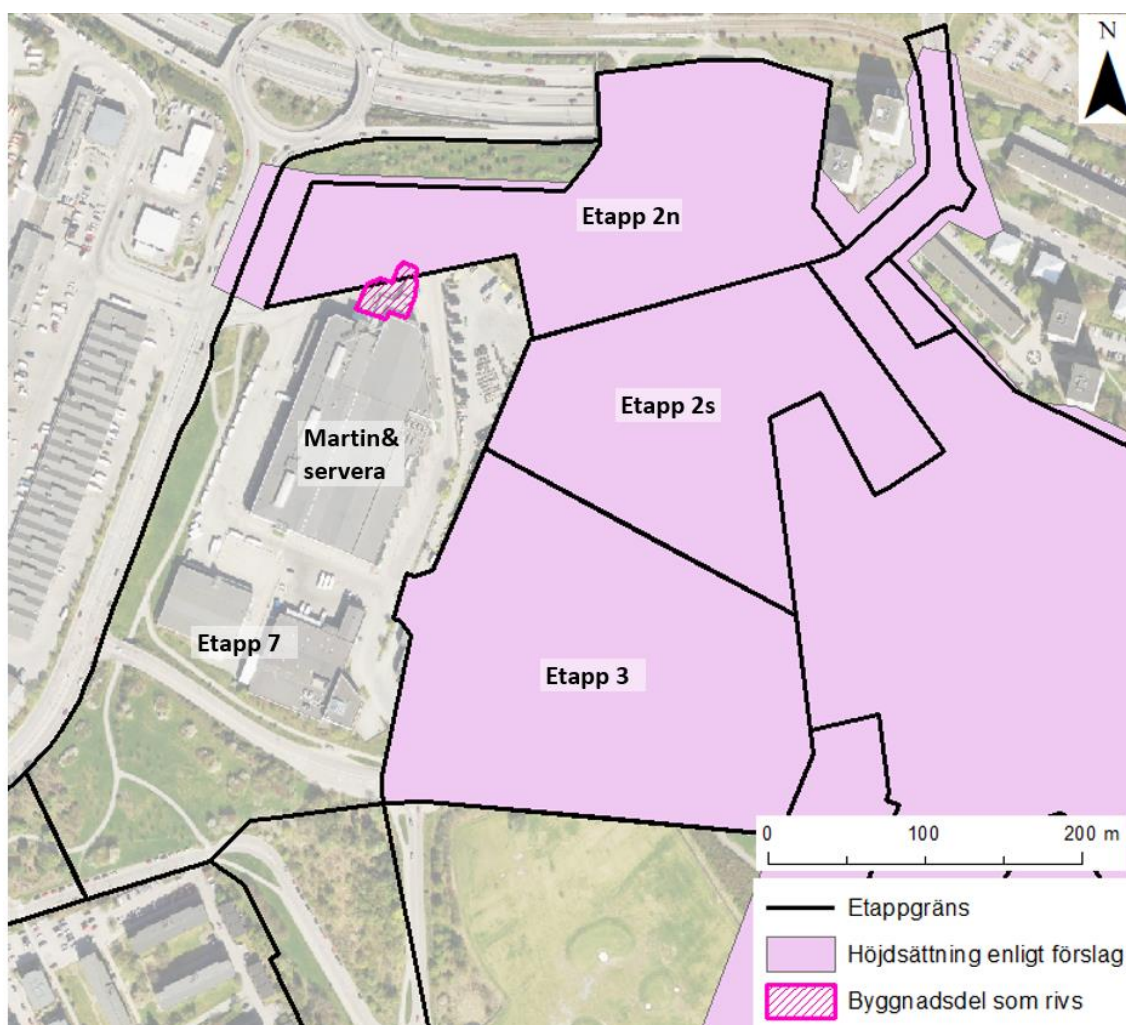 N
Etapp 2n
Etapp 2s
Martin&
servera
Etapp 7
Etapp 3
0 100 200 m
Etappgräns
Höjdsättning enligt förslag
Byggnadsdel som rivs